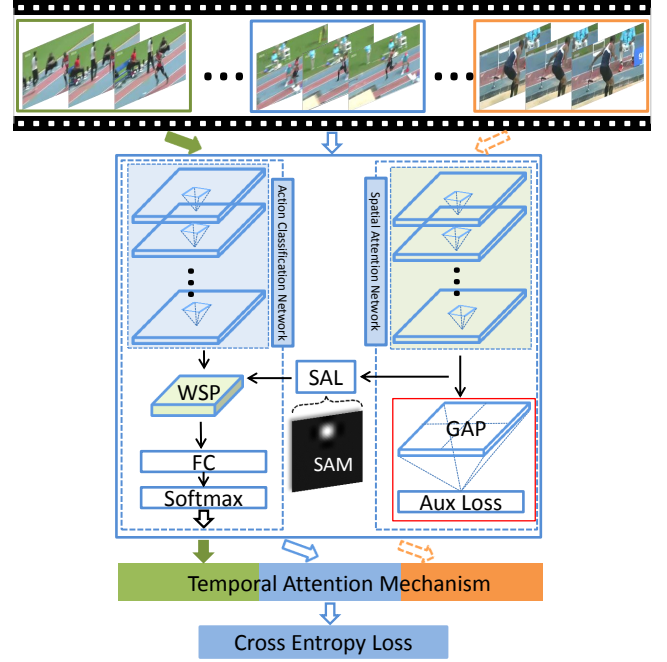 Action Classification Network
Spatial Attention Network
WSP
SAL
GAP
SAM
FC
Softmax
Aux Loss
Temporal Attention Mechanism
Cross Entropy Loss